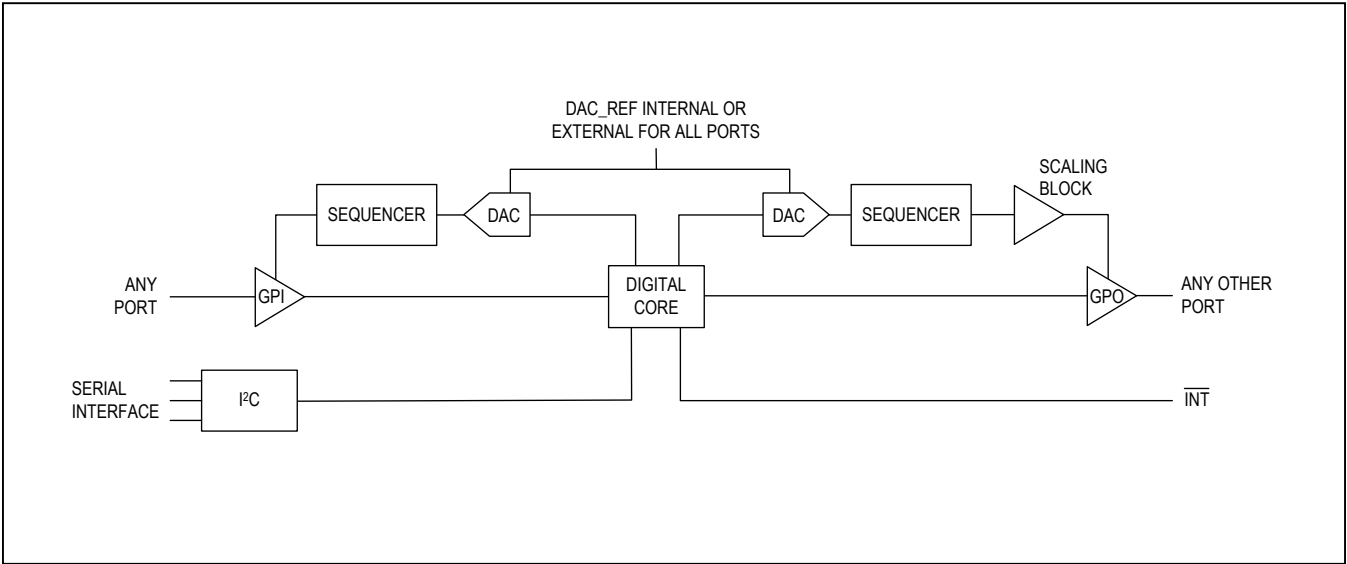 DAC_REF INTERNAL OR
EXTERNAL FOR ALL PORTS
SCALING
BLOCK
SEQUENCER
DAC
DAC
SEQUENCER
ANY
PORT
GPI
DIGITAL
CORE
GPO
ANY OTHER
PORT
SERIAL
INTERFACE
I²C
I̅N̅T̅